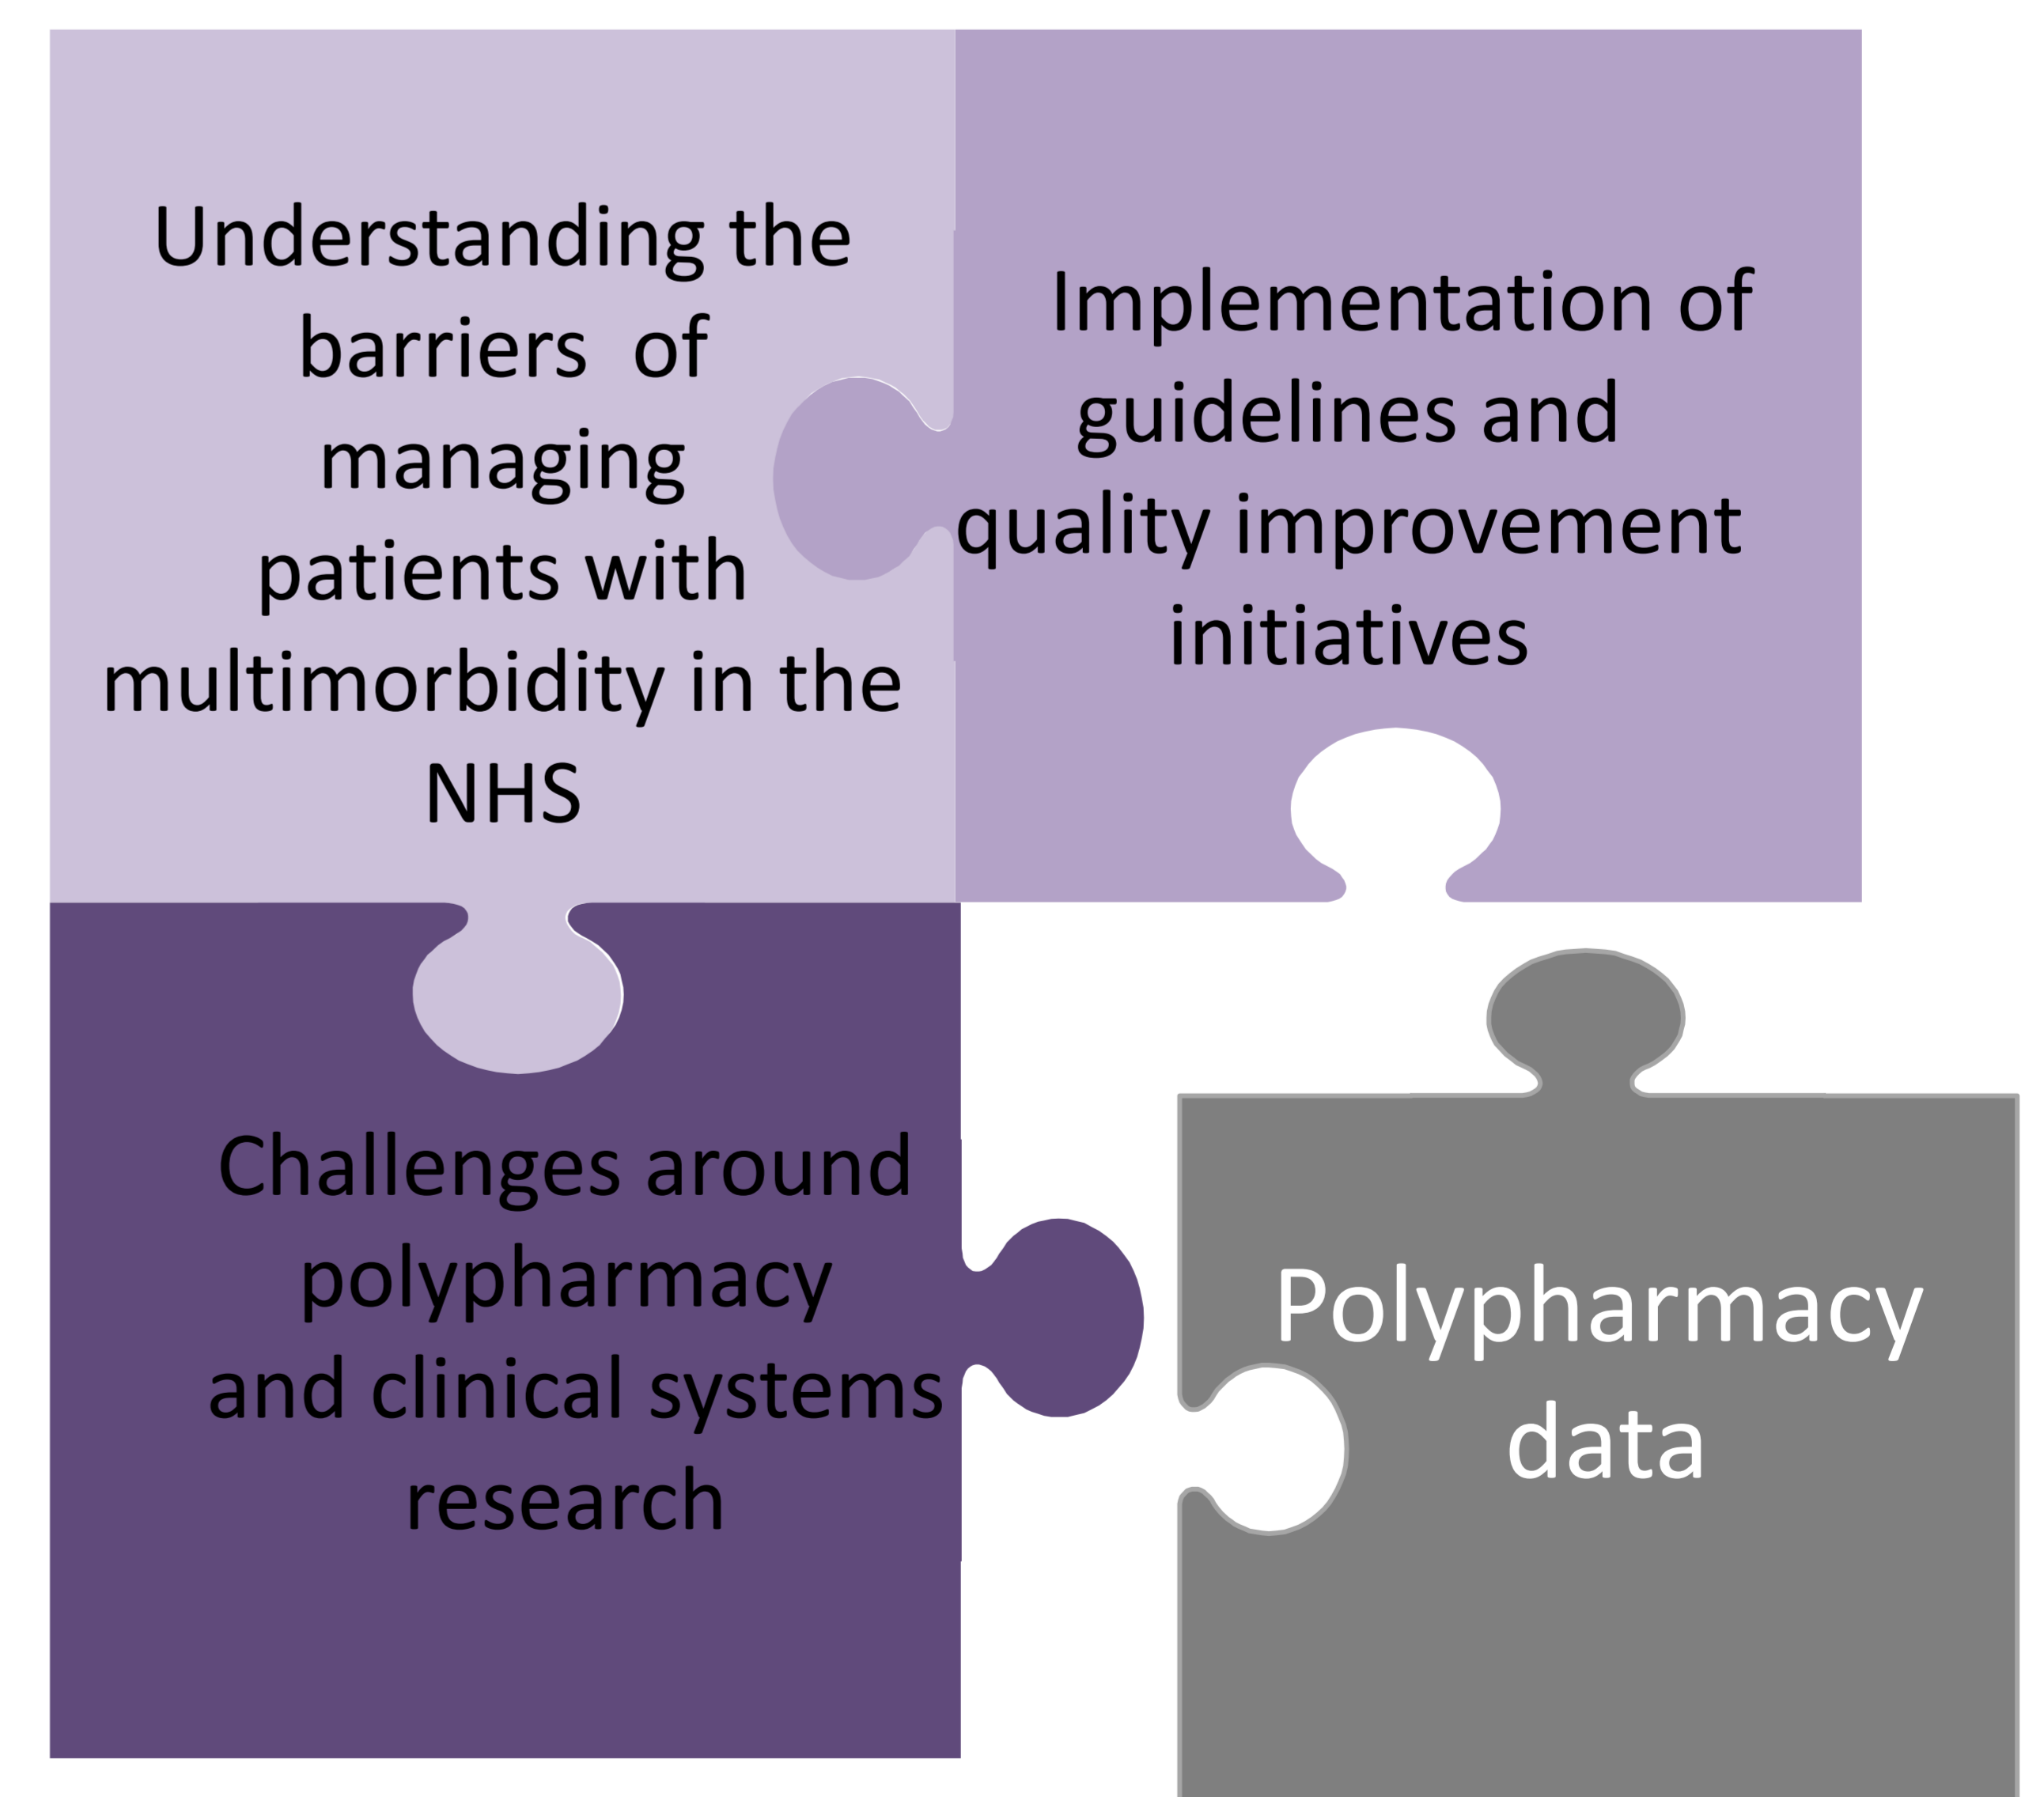 Understanding the
barriers  of
managing
patients with
multimorbidity in the
NHS
Implementation of
guidelines and
quality improvement
initiatives
Challenges around
polypharmacy
and clinical systems
research
Polypharmacy
data